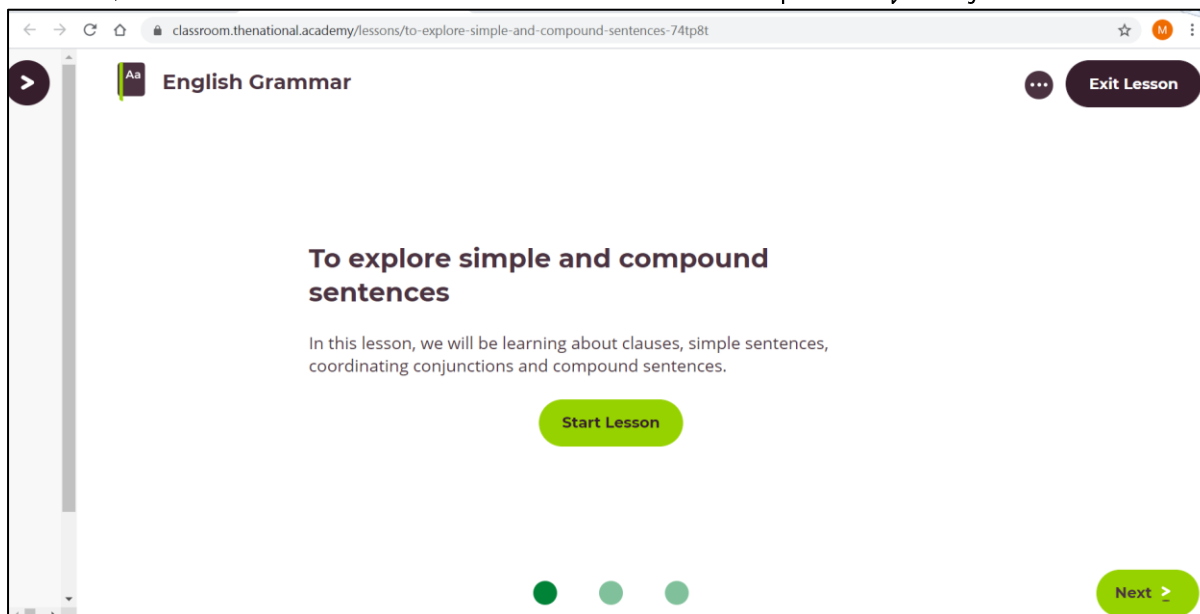 classroom.thenational.academy/lessons/to-explore-simple-and-compound-sentences-74tp8t
M
Aa
English Grammar
Exit Lesson
To explore simple and compound
sentences
In this lesson, we will be learning about clauses, simple sentences,
coordinating conjunctions and compound sentences.
Start Lesson
Next